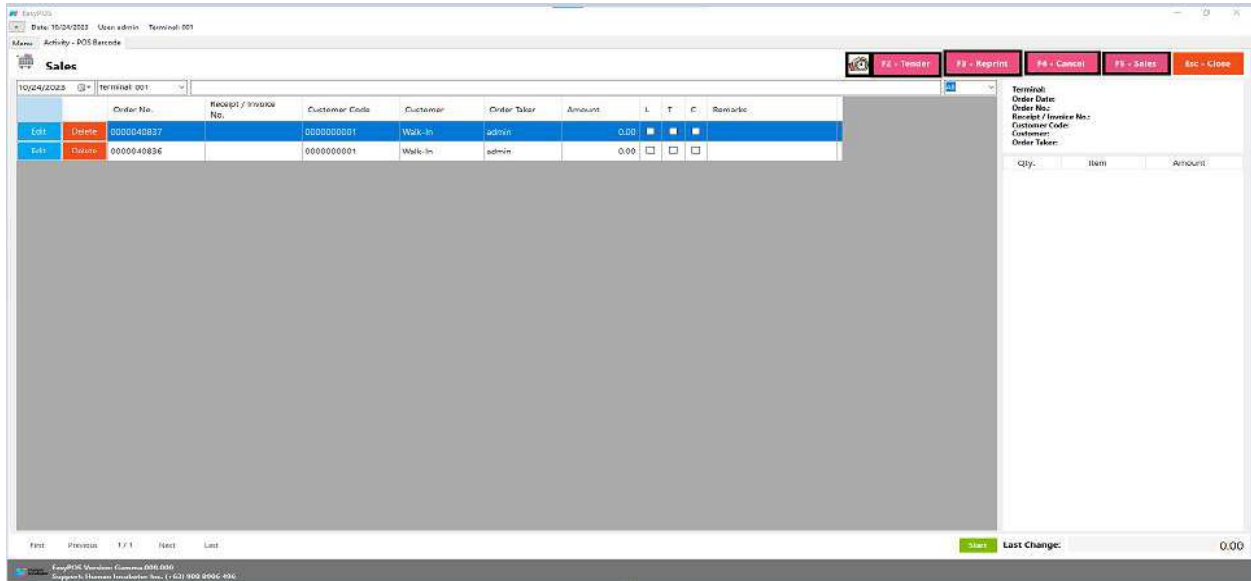 EasyPOS
Date: 10/24/2023 User: admin Terminal: 001
Menu Activity - POS Barcode
Sales
F2 - Tender F3 - Reprint F4 - Cancel F5 - Sales Esc - Close
10/24/2023 Terminal: 001 All
Order No. Receipt / Invoice No. Customer Code Customer Order Taker Amount L T C Remarks
Edit Delete 0000040837 0000000001 Walk-In admin 0.00
Edit Delete 0000040836 0000000001 Walk-In admin 0.00
Terminal:
Order Date:
Order No.:
Receipt / Invoice No.:
Customer Code:
Customer:
Order Taker:
Qty. Item Amount
First Previous 1 / 1 Next Last
Start Last Change: 0.00
EasyPOS Version: Gamma.008.000
Support: Human Incubator Inc. (+63)